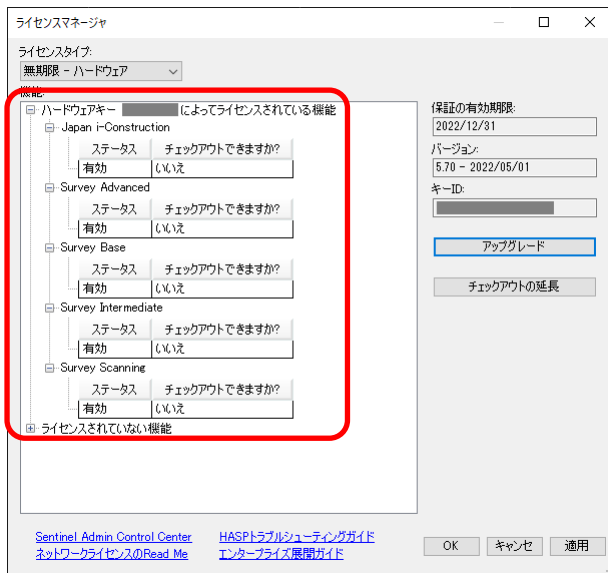 ライセンスマネージャ
ライセンスタイプ:
無期限 - ハードウェア
機能:
ハードウェアキー によってライセンスされている機能
Japan i-Construction
ステータス チェックアウトできますか?
有効 いいえ
Survey Advanced
ステータス チェックアウトできますか?
有効 いいえ
Survey Base
ステータス チェックアウトできますか?
有効 いいえ
Survey Intermediate
ステータス チェックアウトできますか?
有効 いいえ
Survey Scanning
ステータス チェックアウトできますか?
有効 いいえ
ライセンスされていない機能
保証の有効期限:
2022/12/31
バージョン:
5.70 - 2022/05/01
キーID:
アップグレード
チェックアウトの延長
Sentinel Admin Control Center HASPトラブルシューティングガイド
ネットワークライセンスのRead Me エンタープライズ展開ガイド
OK キャンセ 適用